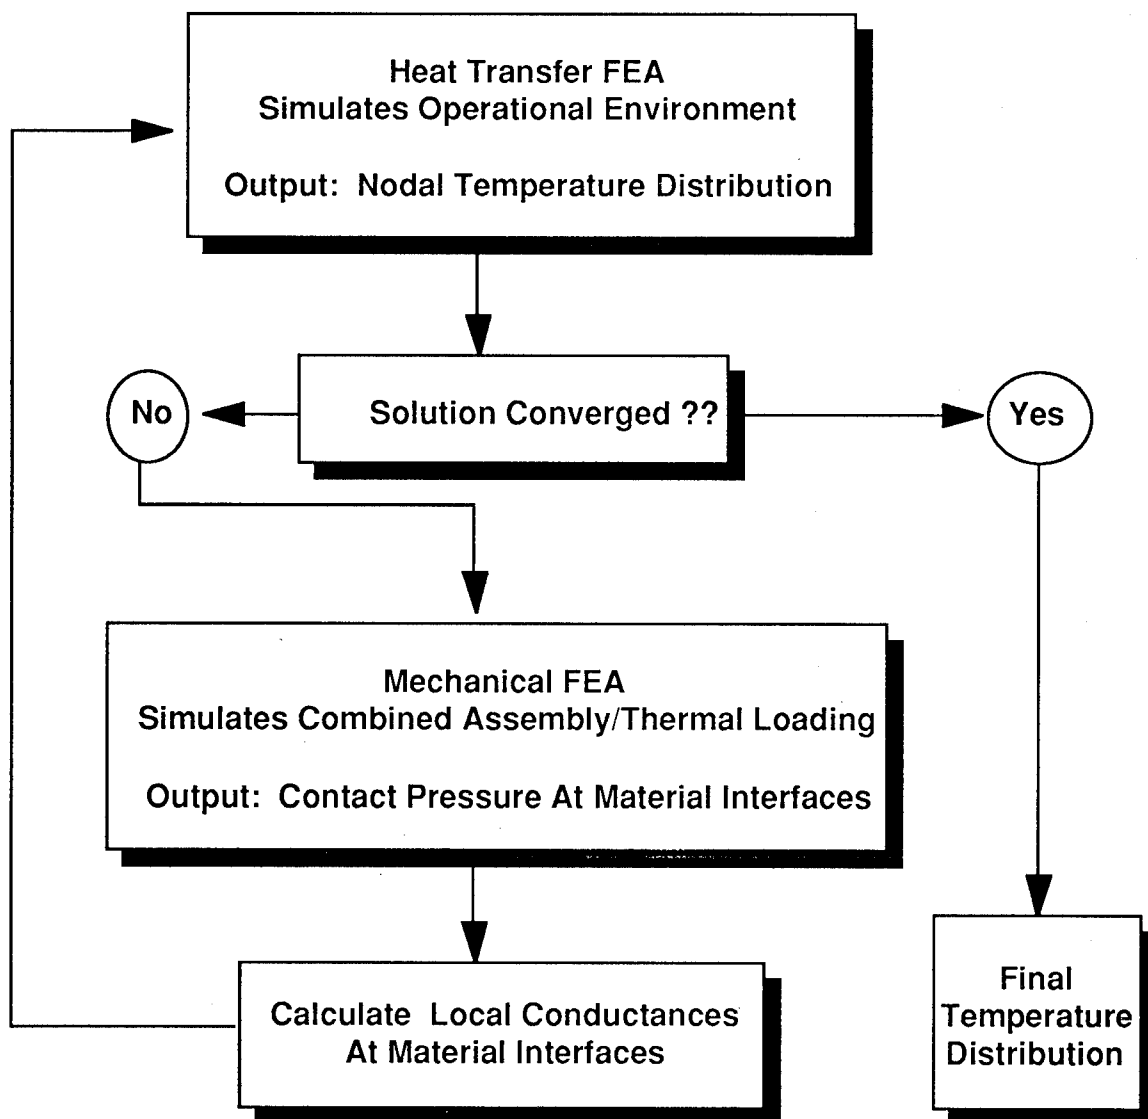 Heat Transfer FEA
Simulates Operational Environment
Output: Nodal Temperature Distribution
No
Solution Converged ??
Yes
Mechanical FEA
Simulates Combined Assembly/Thermal Loading
Output: Contact Pressure At Material Interfaces
Calculate Local Conductances
At Material Interfaces
Final
Temperature
Distribution